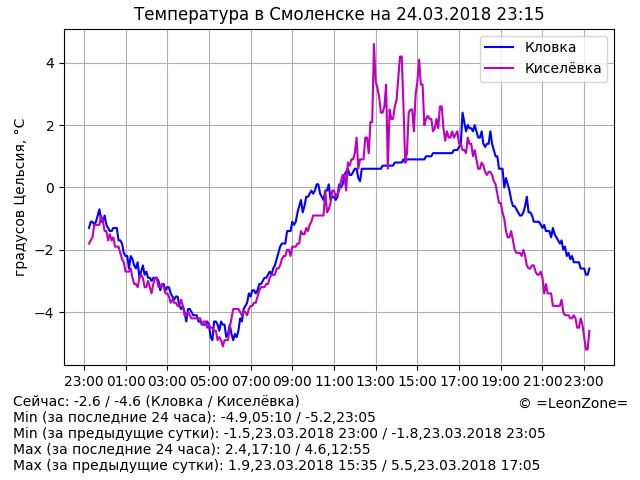 Температура в Смоленске на 24.03.2018 23:15
Кловка
Киселёвка
градусов Цельсия, °C
4
2
0
−2
−4
23:00 01:00 03:00 05:00 07:00 09:00 11:00 13:00 15:00 17:00 19:00 21:00 23:00
Сейчас: -2.6 / -4.6 (Кловка / Киселёвка)
© =LeonZone=
Min (за последние 24 часа): -4.9,05:10 / -5.2,23:05
Min (за предыдущие сутки): -1.5,23.03.2018 23:00 / -1.8,23.03.2018 23:05
Max (за последние 24 часа): 2.4,17:10 / 4.6,12:55
Max (за предыдущие сутки): 1.9,23.03.2018 15:35 / 5.5,23.03.2018 17:05